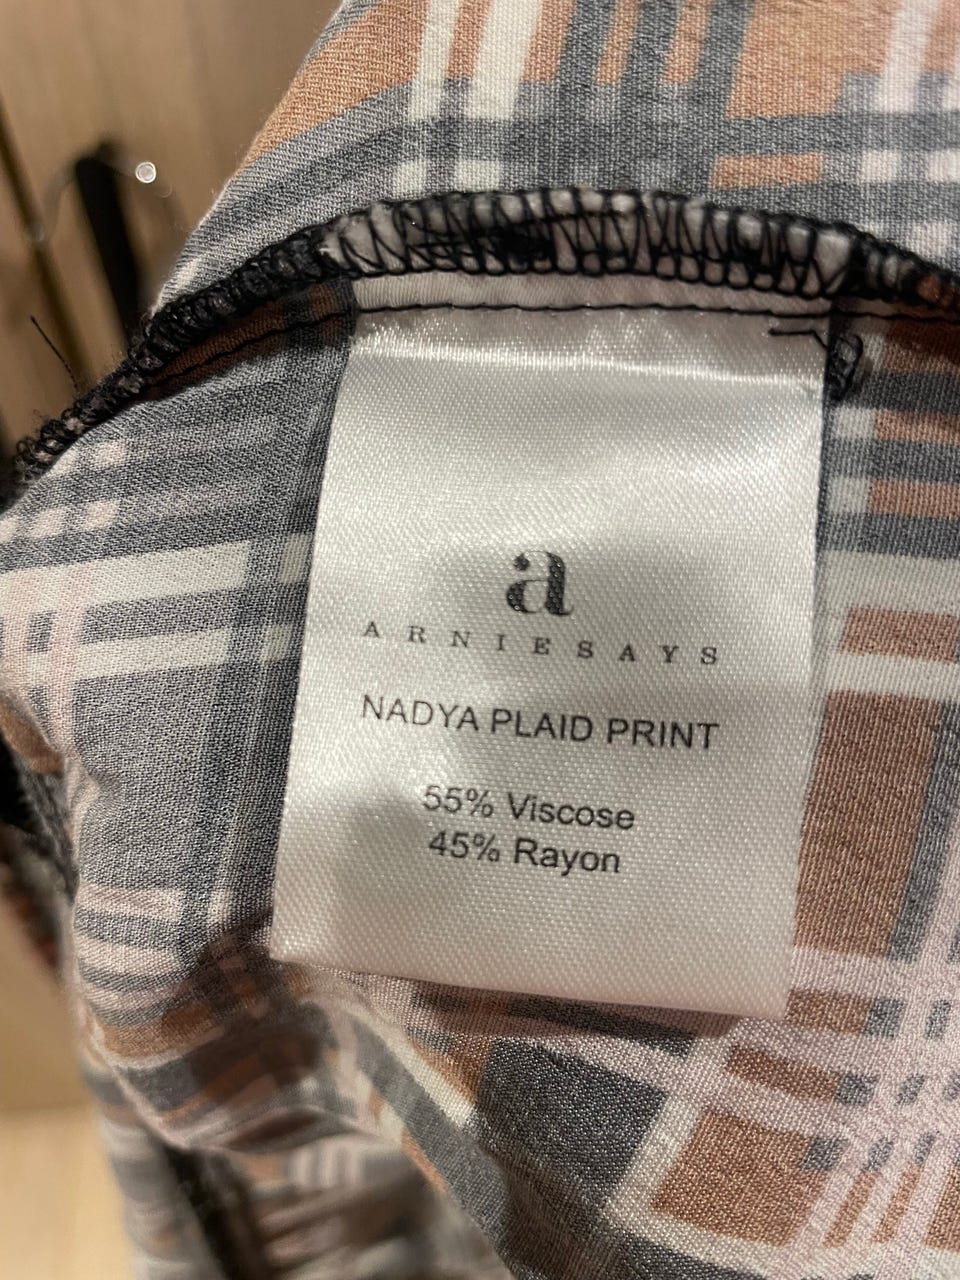 a
ARNIESAYS
NADYA PLAID PRINT
55% Viscose
45% Rayon